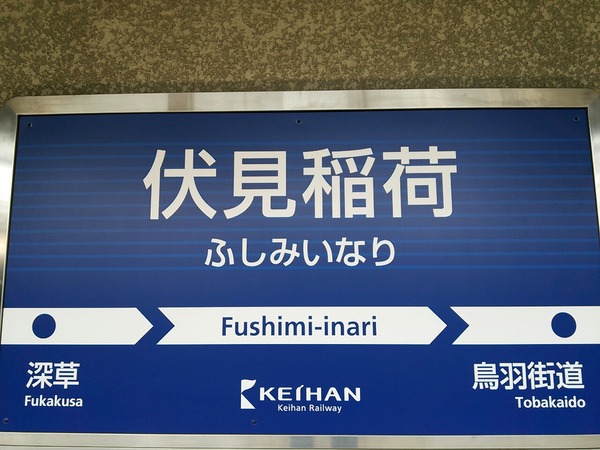 伏見稲荷
ふしみいなり
Fushimi-inari
深草
Fukakusa
KEIHAN
Keihan Railway
鳥羽街道
Tobakaido